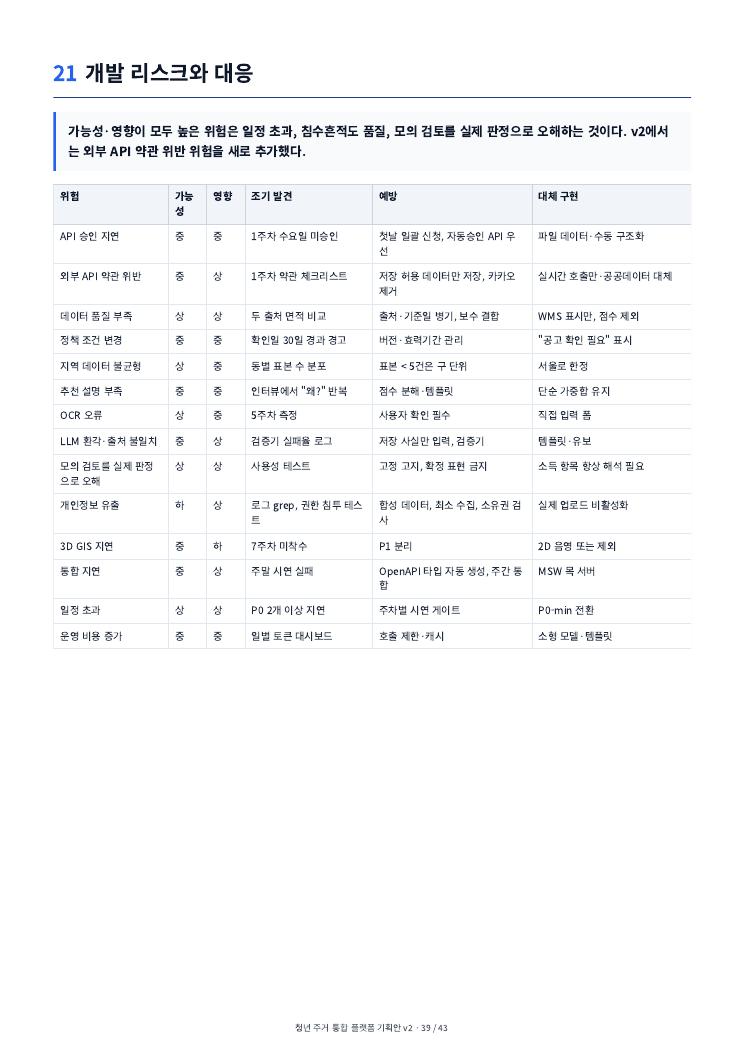 21 개발 리스크와 대응
가능성·영향이 모두 높은 위험은 일정 초과, 침수흔적도 품질, 모의 검토를 실제 판정으로 오해하는 것이다. v2에서
는 외부 API 약관 위반 위험을 새로 추가했다.
위험 가능성 영향 조기 발견 예방 대체 구현
API 승인 지연 중 중 1주차 수요일 미승인 첫날 일괄 신청, 자동승인 API 우선 파일 데이터·수동 구조화
외부 API 약관 위반 중 상 1주차 약관 체크리스트 저장 허용 데이터만 저장, 카카오 제거 실시간 호출만·공공데이터 대체
데이터 품질 부족 상 상 두 출처 면적 비교 출처·기준일 병기, 보수 결합 WMS 표시만, 점수 제외
정책 조건 변경 상 중 확인일 30일 경과 경고 버전·효력기간 관리 "공고 확인 필요" 표시
지역 데이터 불균형 상 중 동별 표본 수 분포 표본 < 5건은 구 단위 서울로 한정
추천 설명 부족 중 중 인터뷰에서 "왜?" 반복 점수 분해·템플릿 단순 가중합 유지
OCR 오류 상 중 5주차 측정 사용자 확인 필수 직접 입력 폼
LLM 환각·출처 불일치 중 상 검증기 실패율 로그 저장 사실만 입력, 검증기 템플릿·유보
모의 검토를 실제 판정으로 오해 상 상 사용성 테스트 고정 고지, 확정 표현 금지 소득 항목 항상 해석 필요
개인정보 유출 하 상 로그 grep, 권한 침투 테스트 합성 데이터, 최소 수집, 소유권 검사 실제 업로드 비활성화
3D GIS 지연 중 하 7주차 미착수 P1 분리 2D 음영 또는 제외
통합 지연 중 상 주말 시연 실패 OpenAPI 타입 자동 생성, 주간 통합 MSW 목 서버
일정 초과 상 상 P0 2개 이상 지연 주차별 시연 게이트 P0-min 전환
운영 비용 증가 중 중 일별 토큰 대시보드 호출 제한·캐시 소형 모델·템플릿
청년 주거 통합 플랫폼 기획안 v2 · 39 / 43